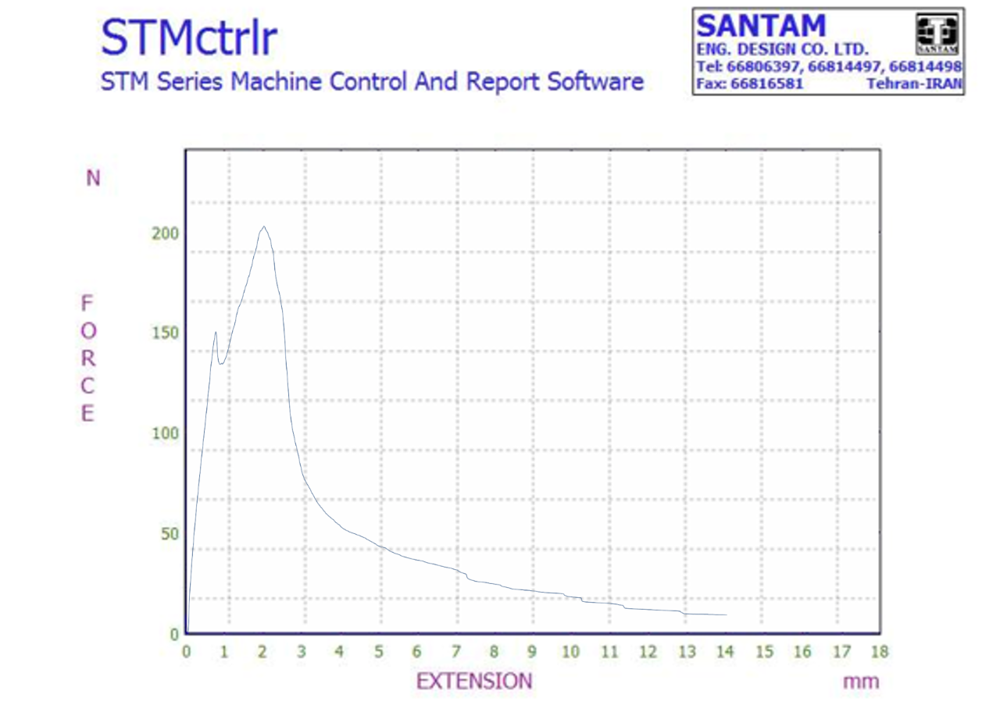 STMctrlr
STM Series Machine Control And Report Software
SANTAM
ENG. DESIGN CO. LTD.
Tel: 66806397, 66814497, 66814498
Fax: 66816581 Tehran-IRAN
SANTAM
N
FORCE
200
150
100
50
0
0 1 2 3 4 5 6 7 8 9 10 11 12 13 14 15 16 17 18
EXTENSION mm